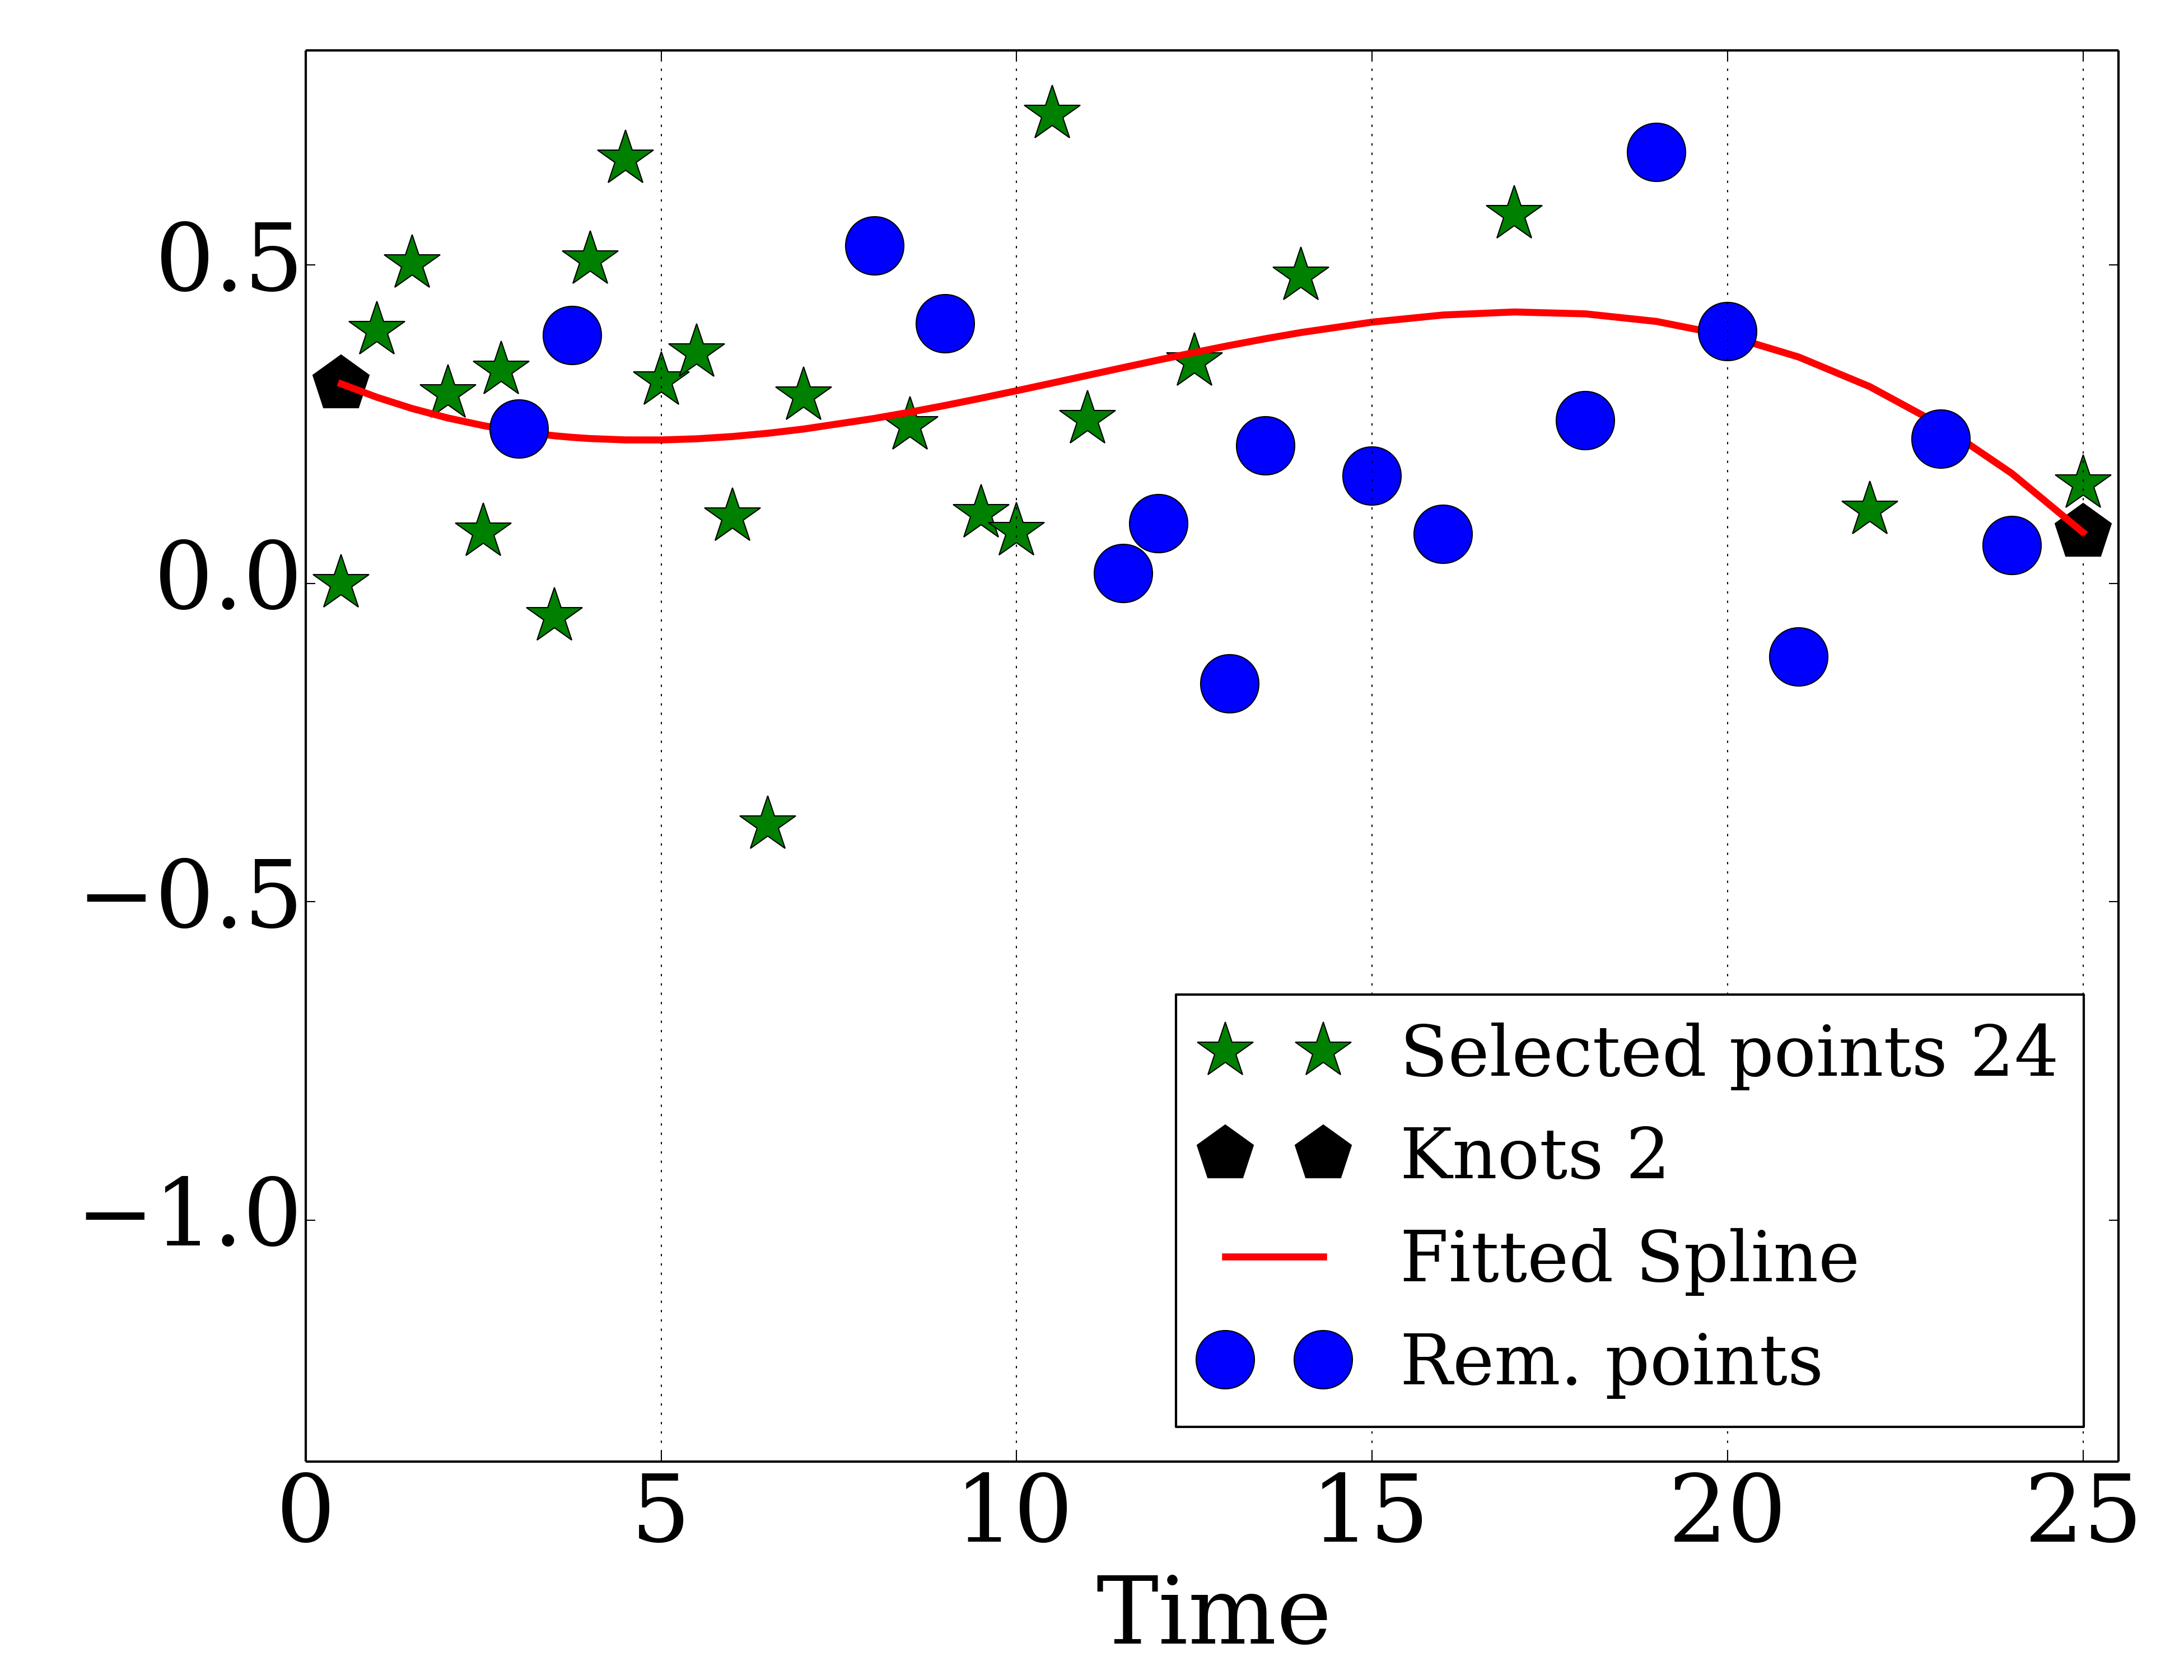 0.5
0.0
−0.5
−1.0
Selected points 24
Knots 2
Fitted Spline
Rem. points
0 5 10 15 20 25
Time